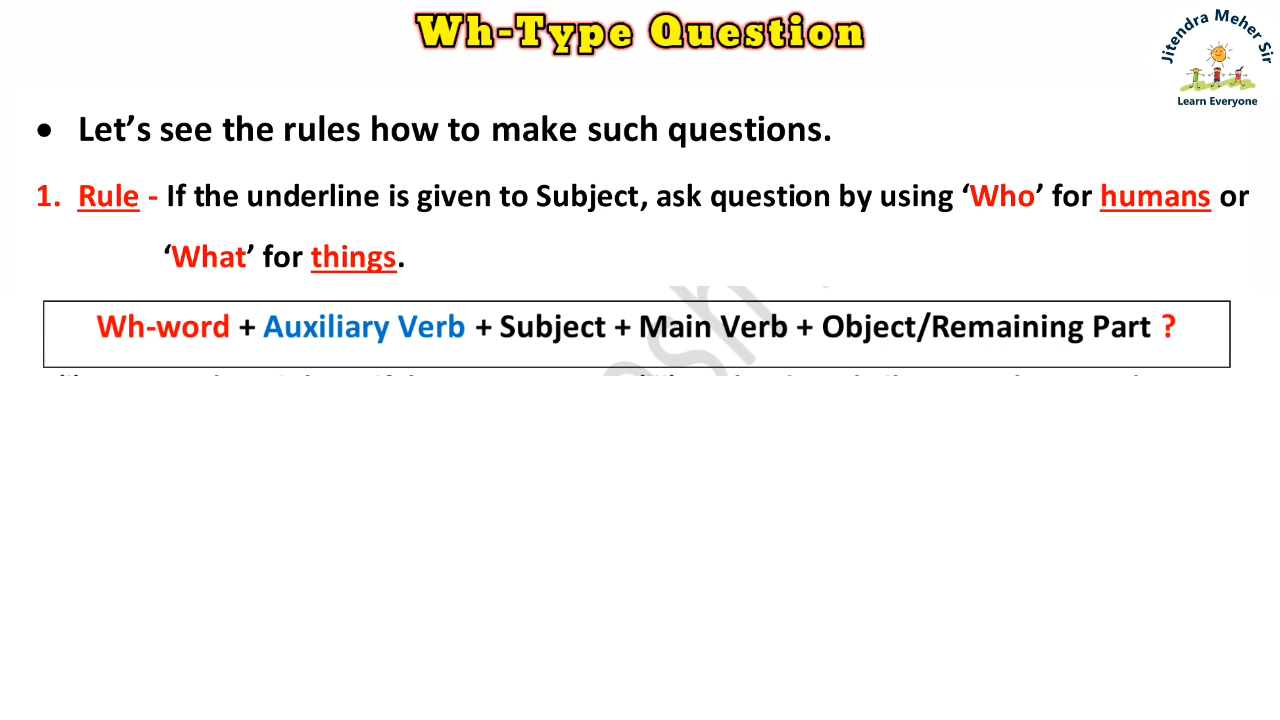 Wh-Type Question
Jitendra Meher Sir
Learn Everyone
• Let’s see the rules how to make such questions.
1. Rule - If the underline is given to Subject, ask question by using ‘Who’ for humans or
‘What’ for things.
Wh-word + Auxiliary Verb + Subject + Main Verb + Object/Remaining Part ?